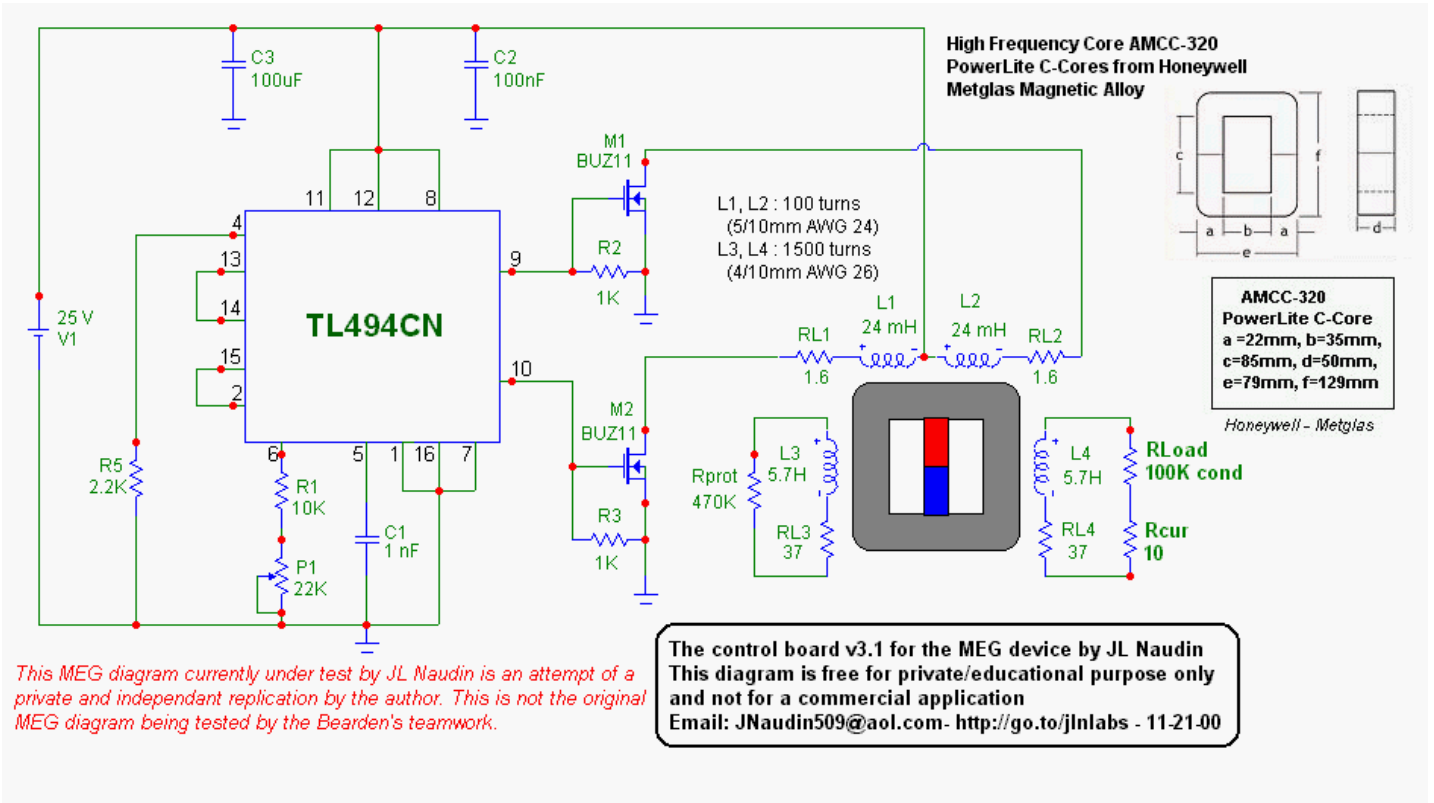 C3
100uF
C2
100nF
High Frequency Core AMCC-320
PowerLite C-Cores from Honeywell
Metglas Magnetic Alloy
c
f
a
b
a
d
e
M1
BUZ11
11
12
8
4
13
14
15
2
9
10
TL494CN
L1, L2 : 100 turns
(5/10mm AWG 24)
L3, L4 : 1500 turns
(4/10mm AWG 26)
R2
1K
25 V
V1
L1
24 mH
L2
24 mH
RL1
1.6
RL2
1.6
AMCC-320
PowerLite C-Core
a =22mm, b=35mm,
c=85mm, d=50mm,
e=79mm, f=129mm
Honeywell - Metglas
M2
BUZ11
6
5
1
16
7
R5
2.2K
R1
10K
C1
1 nF
P1
22K
R3
1K
Rprot
470K
L3
5.7H
RL3
37
L4
5.7H
RL4
37
RLoad
100K cond
Rcur
10
This MEG diagram currently under test by JL Naudin is an attempt of a
private and independant replication by the author. This is not the original
MEG diagram being tested by the Bearden's teamwork.
The control board v3.1 for the MEG device by JL Naudin
This diagram is free for private/educational purpose only
and not for a commercial application
Email: JNaudin509@aol.com- http://go.to/jlnlabs - 11-21-00